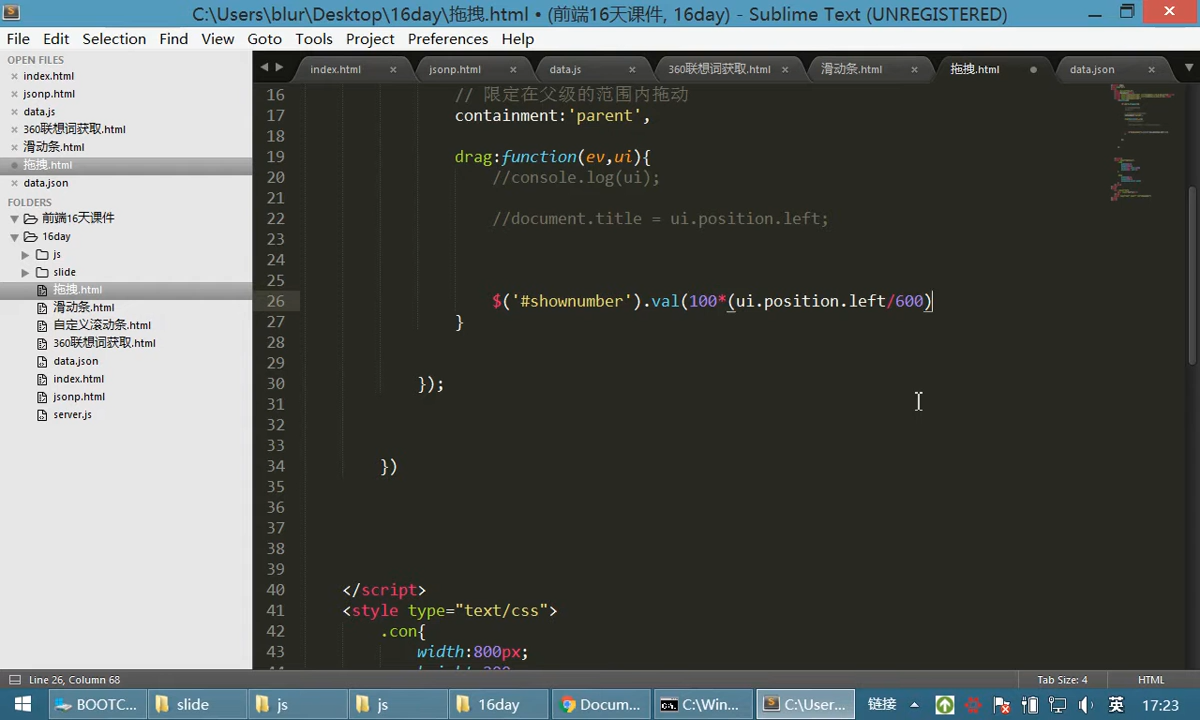 C:\Users\blur\Desktop\16day\拖拽.html • (前端16天课件, 16day) - Sublime Text (UNREGISTERED)
File Edit Selection Find View Goto Tools Project Preferences Help
OPEN FILES
index.html
jsonp.html
data.js
360联想词获取.html
滑动条.html
拖拽.html
data.json
FOLDERS
前端16天课件
16day
js
slide
拖拽.html
滑动条.html
自定义滚动条.html
360联想词获取.html
data.json
index.html
jsonp.html
server.js
index.html jsonp.html data.js 360联想词获取.html 滑动条.html 拖拽.html data.json
16 // 限定在父级的范围内拖动
17 containment:'parent',
18
19 drag:function(ev,ui){
20 //console.log(ui);
21
22 //document.title = ui.position.left;
23
24
25
26 $('#shownumber').val(100*(ui.position.left/600)
27 }
28
29
30 });
31
32
33
34 })
35
36
37
38
39
40 </script>
41 <style type="text/css">
42 .con{
43 width:800px;
Line 26, Column 68 Tab Size: 4 HTML
BOOTC... slide js js 16day Docum... C:\Win... C:\User... 链接 英 17:23